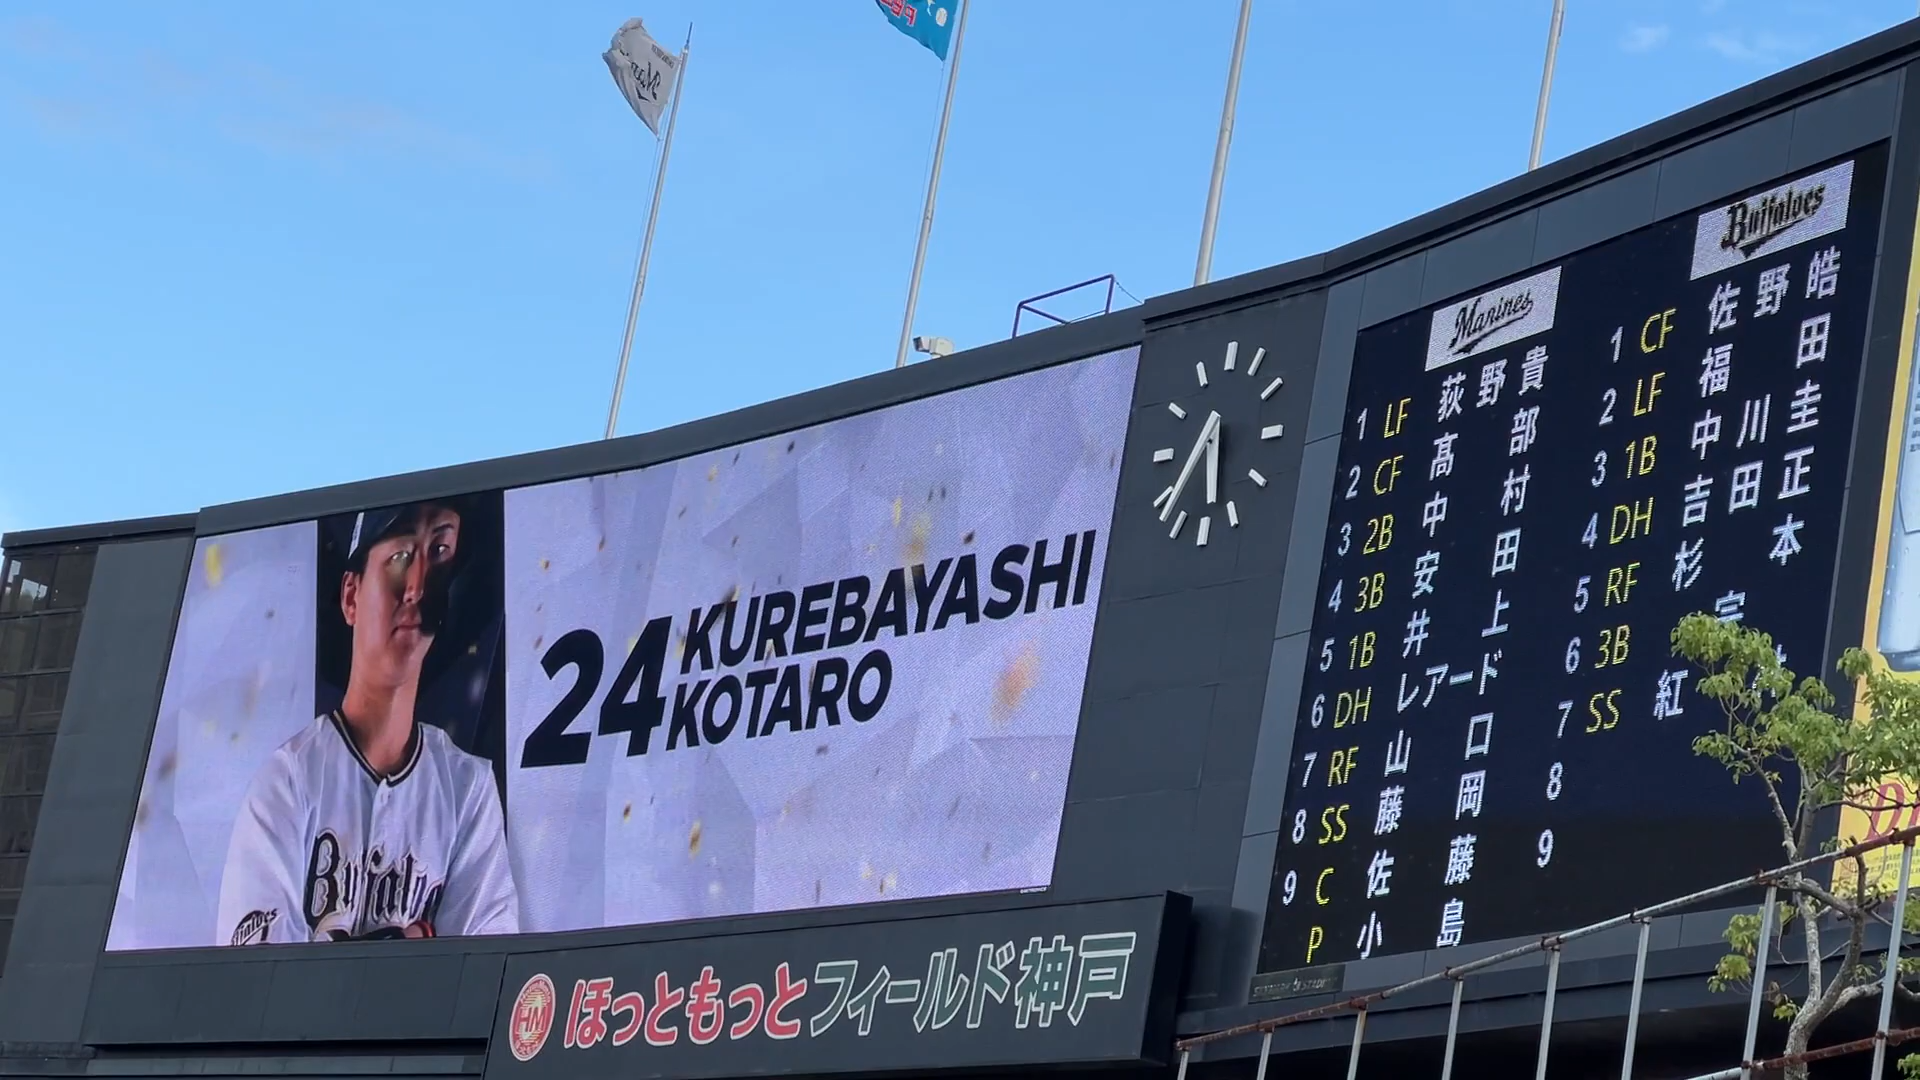 24 KUREBAYASHI
KOTARO
Buffaloes
ほっともっとフィールド神戸
HM
Marines
1 LF 荻野貴
2 CF 髙部
3 2B 中村
4 3B 安田
5 1B 井上
6 DH レアード
7 RF 山口
8 SS 藤岡
9 C 佐藤
P 小島
Buffaloes
1 CF 佐野皓
2 LF 福田
3 1B 中川圭
4 DH 吉田正
5 RF 杉本
6 3B 宗
7 SS 紅
8
9